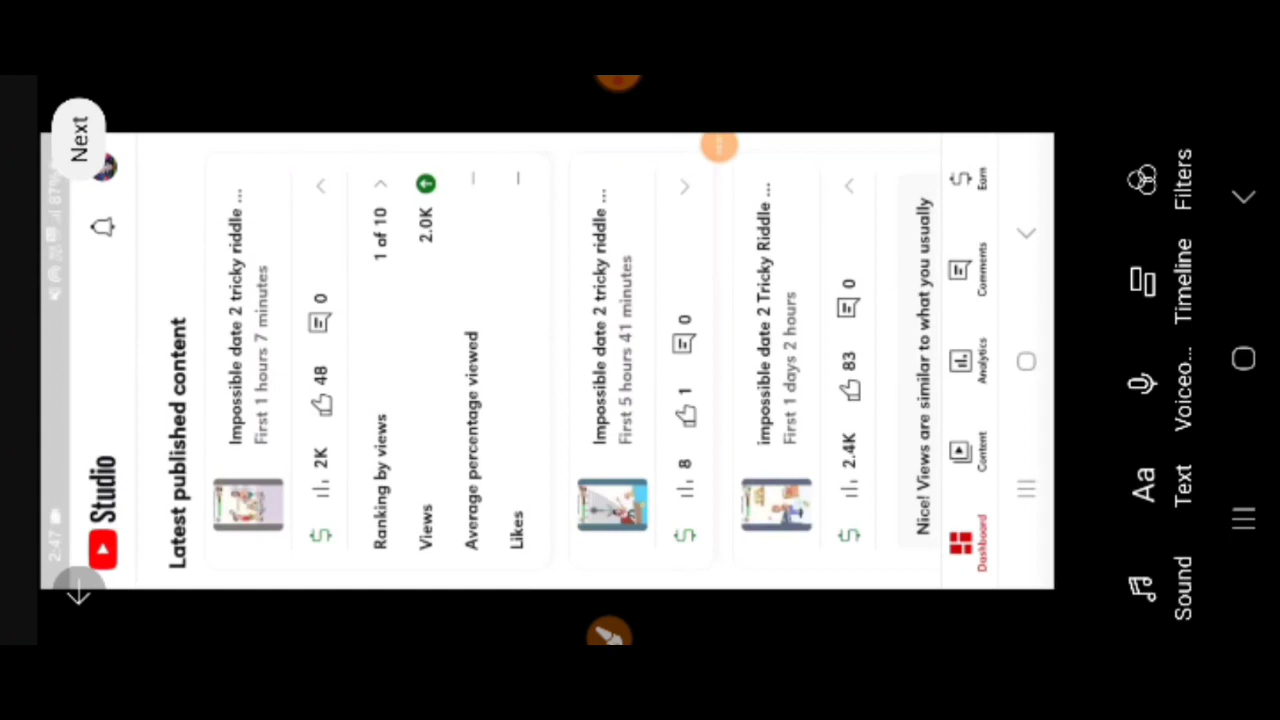 2:47
87%
Next
Studio
Latest published content
Impossible date 2 tricky riddle ...
First 1 hours 7 minutes
2K 48 0
Ranking by views 1 of 10
Views 2.0K
Average percentage viewed —
Likes —
Impossible date 2 tricky riddle ...
First 5 hours 41 minutes
8 1 0
impossible date 2 Tricky Riddle ...
First 1 days 2 hours
2.4K 83 0
Nice! Views are similar to what you usually
Dashboard Content Analytics Comments Earn
Aa
Sound Text Voiceo... Timeline Filters